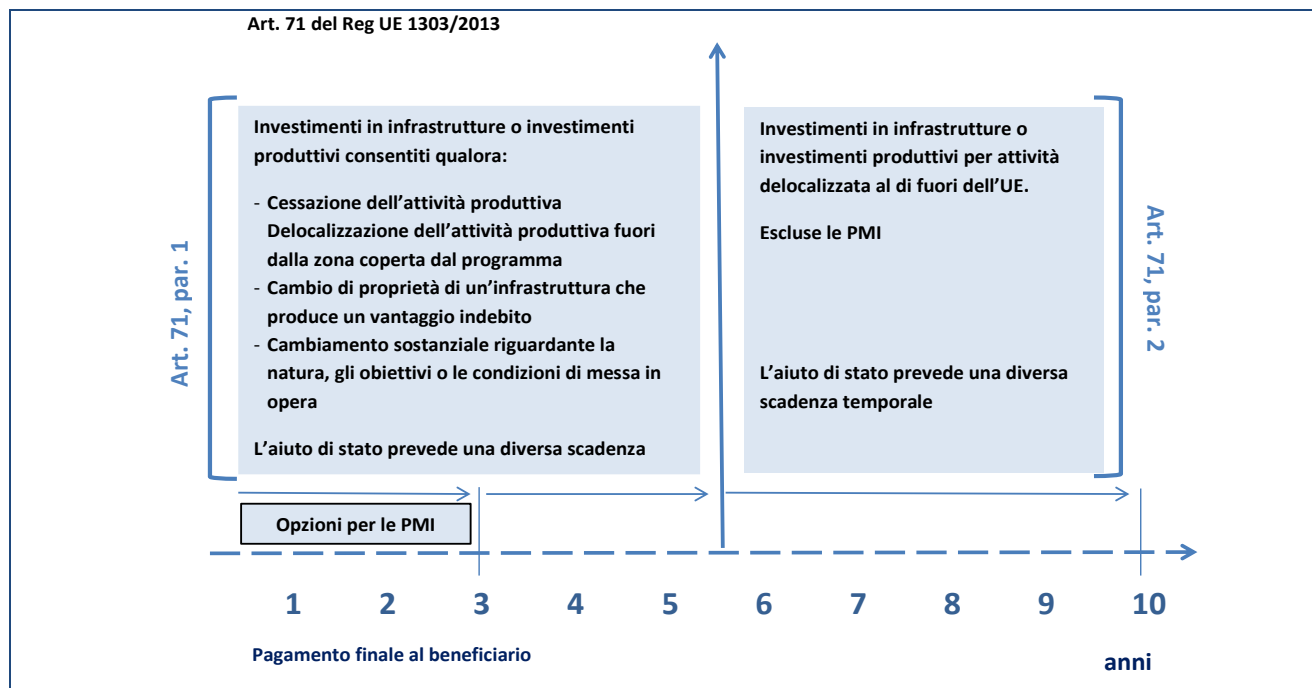 Art. 71 del Reg UE 1303/2013
Art. 71, par. 1
Investimenti in infrastrutture o investimenti
produttivi consentiti qualora:
- Cessazione dell'attività produttiva
Delocalizzazione dell'attività produttiva fuori
dalla zona coperta dal programma
- Cambio di proprietà di un'infrastruttura che
produce un vantaggio indebito
- Cambiamento sostanziale riguardante la
natura, gli obiettivi o le condizioni di messa in
opera
L'aiuto di stato prevede una diversa scadenza
Investimenti in infrastrutture o
investimenti produttivi per attività
delocalizzata al di fuori dell'UE.
Escluse le PMI
L'aiuto di stato prevede una diversa
scadenza temporale
Art. 71, par. 2
Opzioni per le PMI
1 2 3 4 5 6 7 8 9 10
Pagamento finale al beneficiario
anni